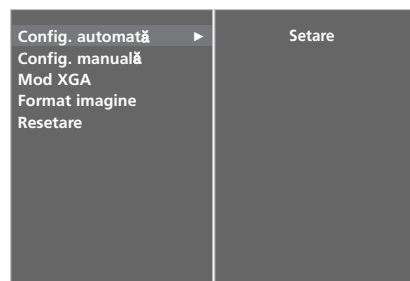 Config. automată ► Setare
Config. manuală
Mod XGA
Format imagine
Resetare